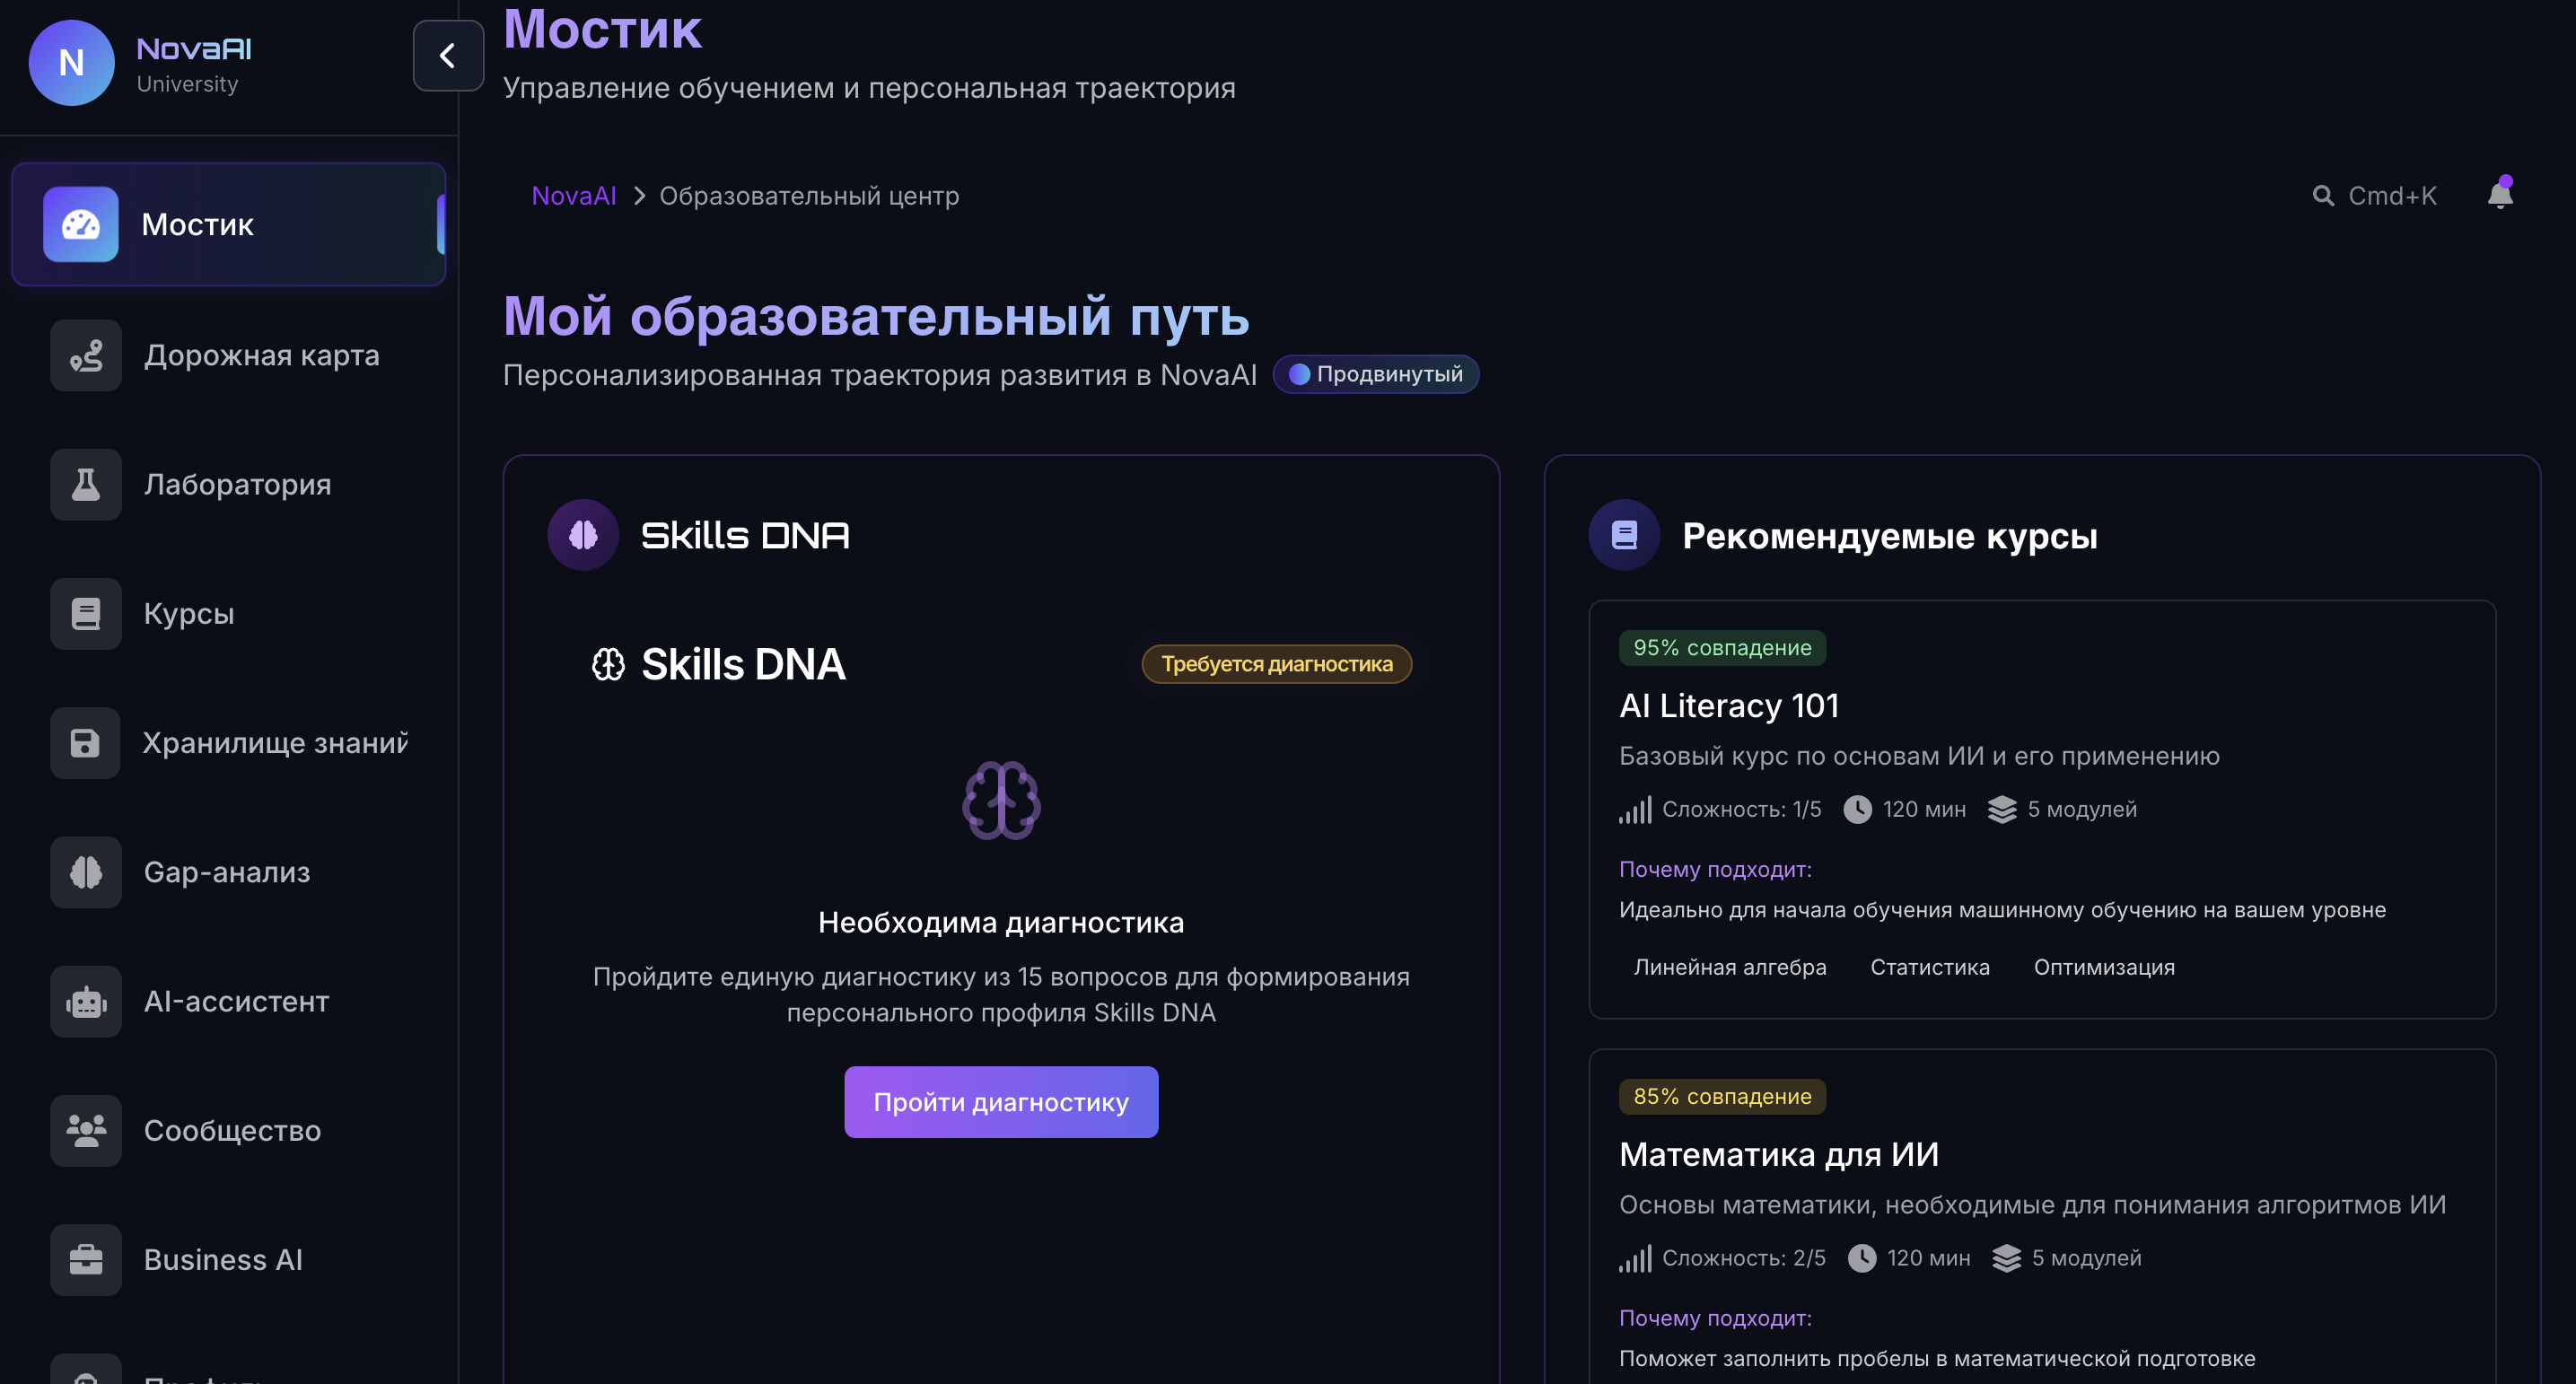 N
NovaAI
University
Мостик
Дорожная карта
Лаборатория
Курсы
Хранилище знаний
Gap-анализ
AI-ассистент
Сообщество
Business AI
Мостик
Управление обучением и персональная траектория
NovaAI > Образовательный центр
Cmd+K
Мой образовательный путь
Персонализированная траектория развития в NovaAI Продвинутый
Skills DNA
Skills DNA Требуется диагностика
Необходима диагностика
Пройдите единую диагностику из 15 вопросов для формирования
персонального профиля Skills DNA
Пройти диагностику
Рекомендуемые курсы
95% совпадение
AI Literacy 101
Базовый курс по основам ИИ и его применению
Сложность: 1/5 120 мин 5 модулей
Почему подходит:
Идеально для начала обучения машинному обучению на вашем уровне
Линейная алгебра Статистика Оптимизация
85% совпадение
Математика для ИИ
Основы математики, необходимые для понимания алгоритмов ИИ
Сложность: 2/5 120 мин 5 модулей
Почему подходит:
Поможет заполнить пробелы в математической подготовке